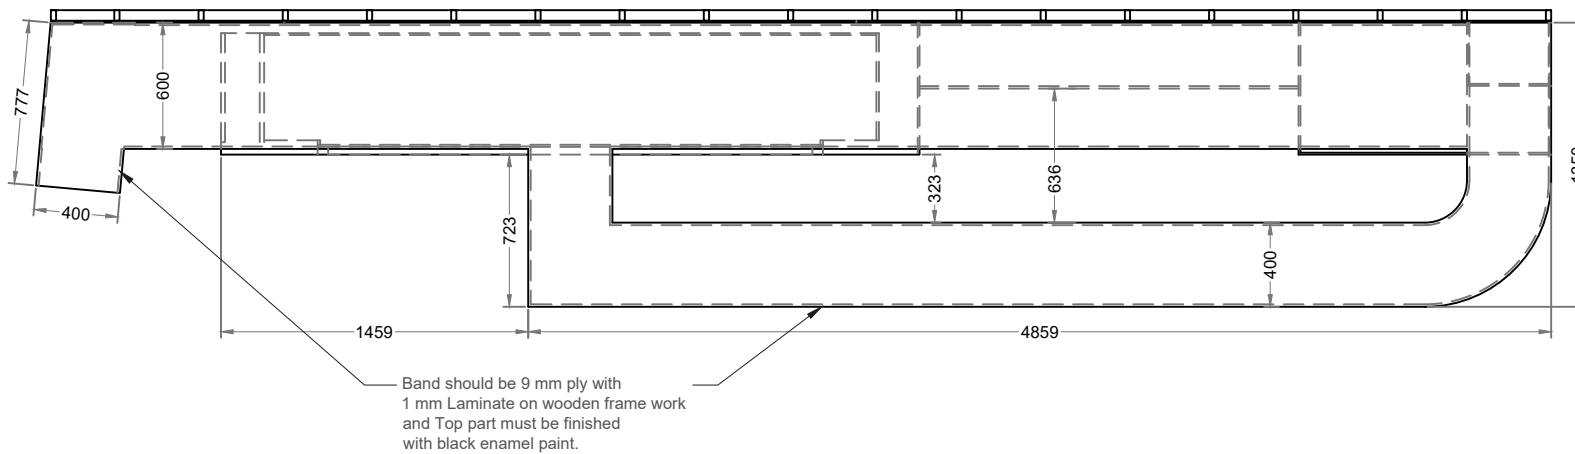 777
600
400
723
323
636
400
1459
4859
Band should be 9 mm ply with
1 mm Laminate on wooden frame work
and Top part must be finished
with black enamel paint.